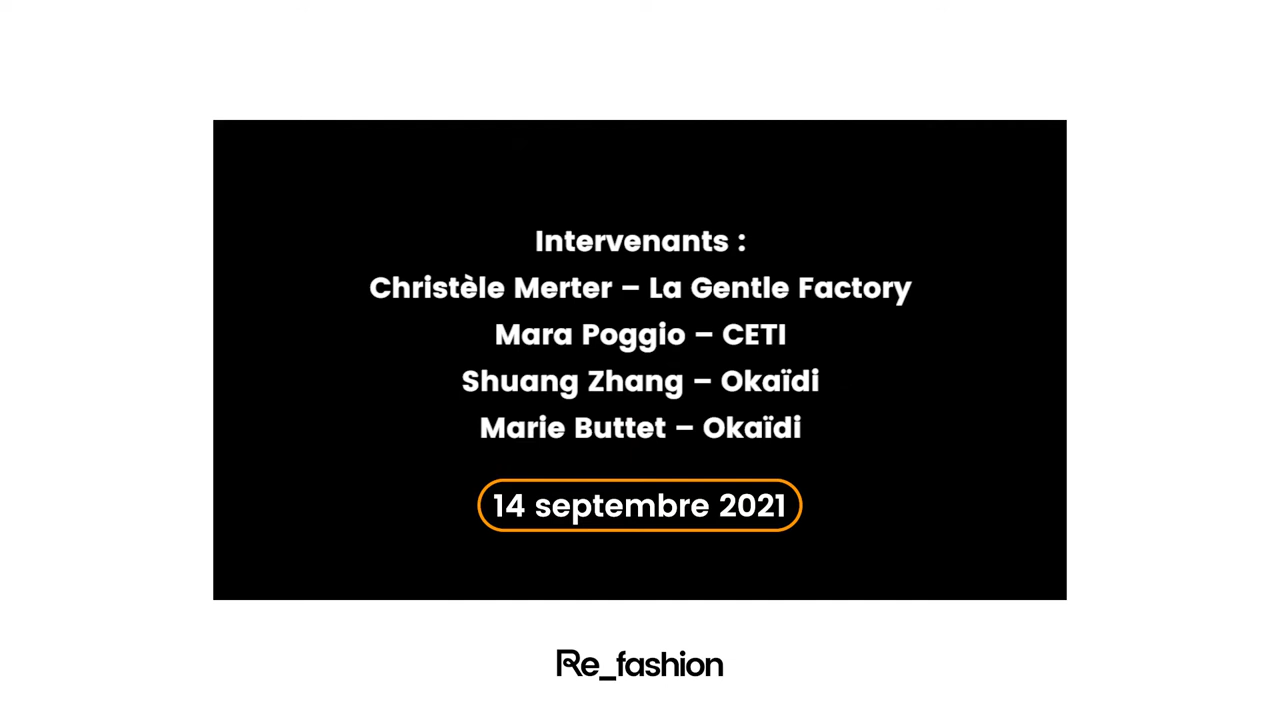 Intervenants :
Christèle Merter – La Gentle Factory
Mara Poggio – CETI
Shuang Zhang – Okaïdi
Marie Buttet – Okaïdi
14 septembre 2021
Re_fashion